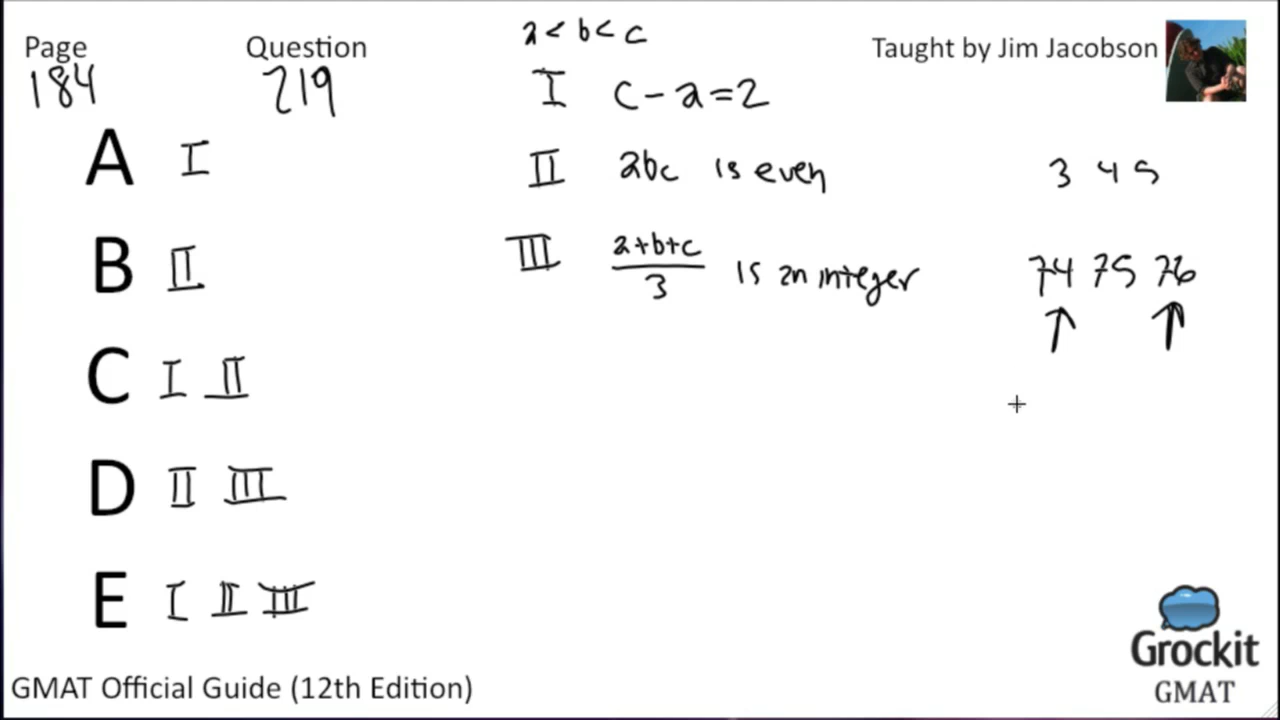 Page Question
184 219
Taught by Jim Jacobson
a < b < c
I c - a = 2
II abc is even
III a+b+c
3
is an integer
3 4 5
74 75 76
A I
B II
C I II
D II III
E I II III
GMAT Official Guide (12th Edition)
Grockit
GMAT